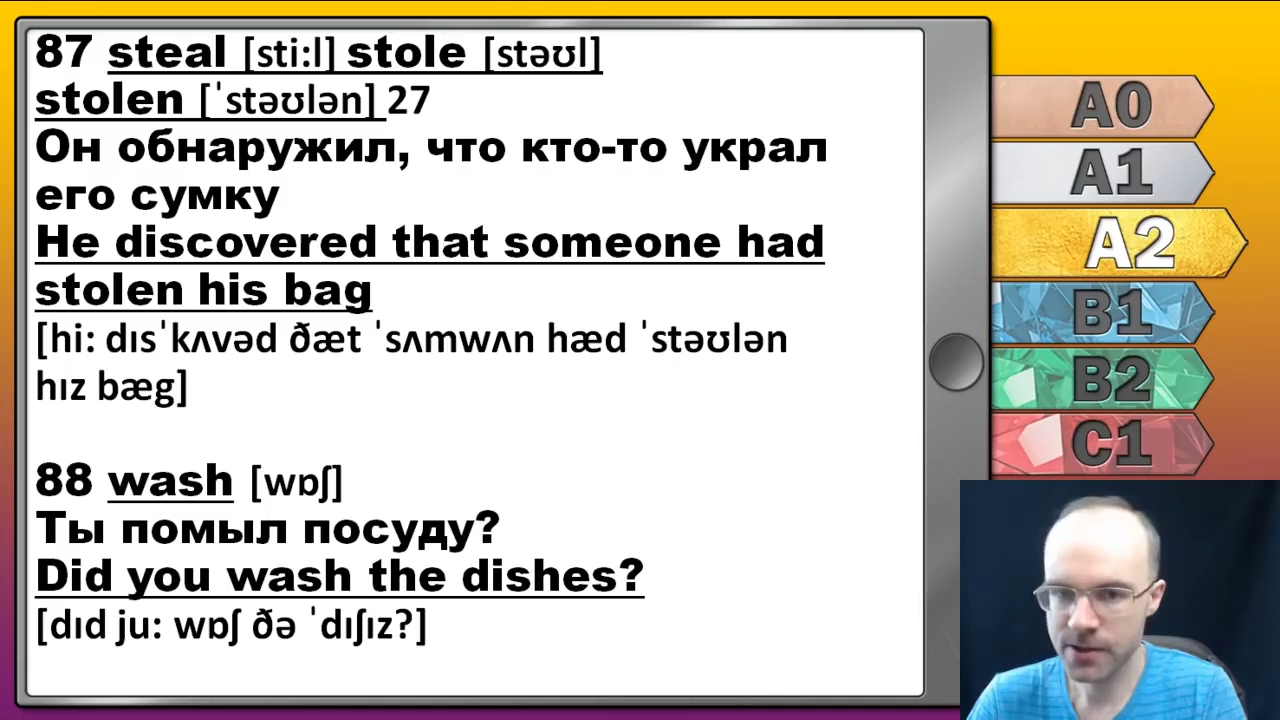 87 steal [sti:l] stole [stəʊl]
stolen [ˈstəʊlən] 27
Он обнаружил, что кто-то украл
его сумку
He discovered that someone had
stolen his bag
[hi: dɪsˈkʌvəd ðæt ˈsʌmwʌn hæd ˈstəʊlən
hɪz bæg]
88 wash [wɒʃ]
Ты помыл посуду?
Did you wash the dishes?
[dɪd ju: wɒʃ ðə ˈdɪʃɪz?]
A0
A1
A2
B1
B2
C1